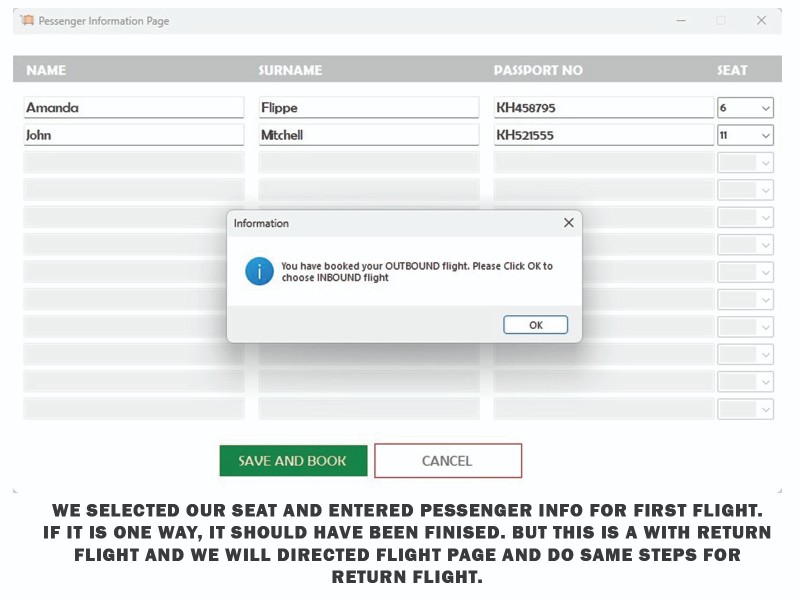 Pessenger Information Page
NAME SURNAME PASSPORT NO SEAT
Amanda Flippe KH458795 6
John Mitchell KH521555 11
Information
You have booked your OUTBOUND flight. Please Click OK to
choose INBOUND flight
OK
SAVE AND BOOK CANCEL
WE SELECTED OUR SEAT AND ENTERED PESSENGER INFO FOR FIRST FLIGHT.
IF IT IS ONE WAY, IT SHOULD HAVE BEEN FINISED. BUT THIS IS A WITH RETURN
FLIGHT AND WE WILL DIRECTED FLIGHT PAGE AND DO SAME STEPS FOR
RETURN FLIGHT.